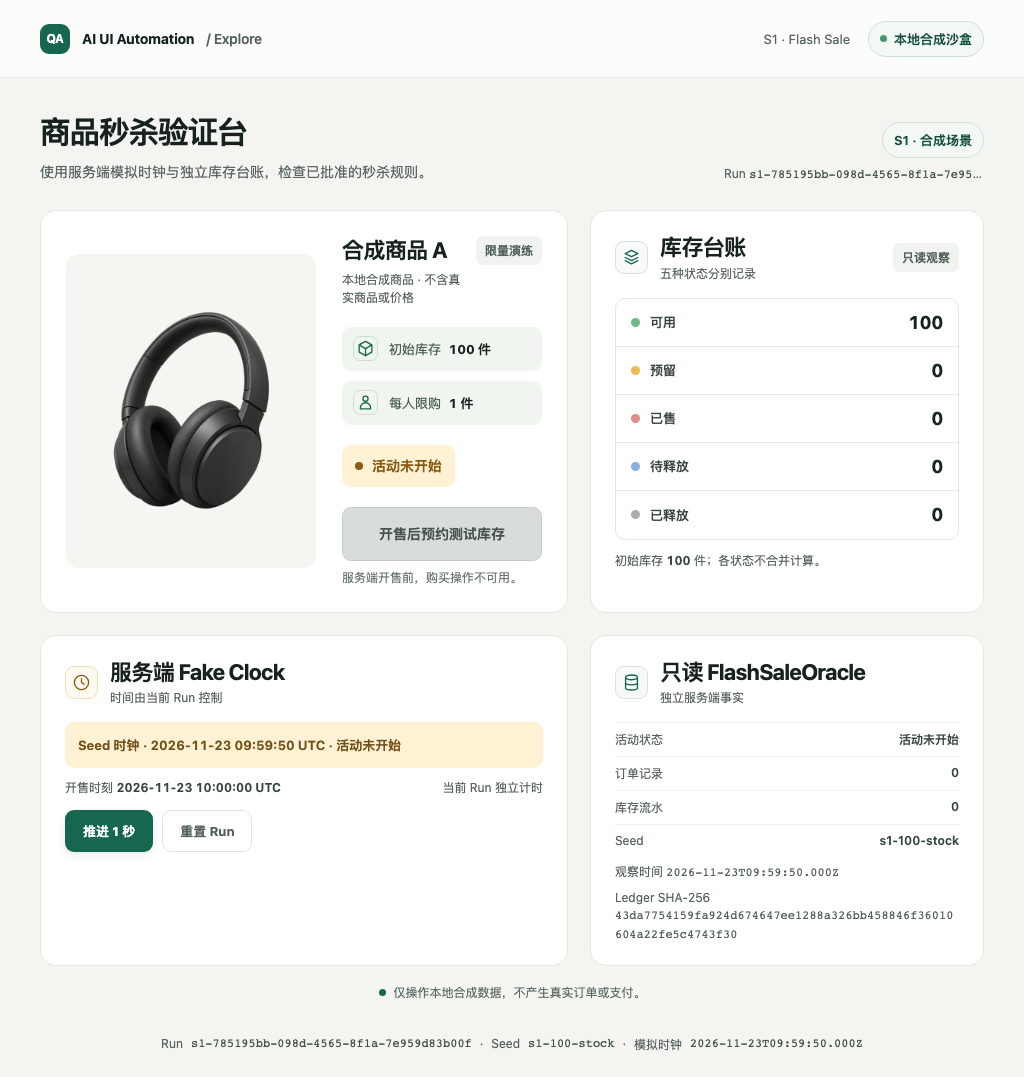 QA AI UI Automation / Explore
S1 · Flash Sale
本地合成沙盒
商品秒杀验证台
使用服务端模拟时钟与独立库存台账，检查已批准的秒杀规则。
S1 · 合成场景
Run s1-785195bb-098d-4565-8f1a-7e95…
合成商品 A
限量演练
本地合成商品 · 不含真
实商品或价格
初始库存 100 件
每人限购 1 件
活动未开始
开售后预约测试库存
服务端开售前，购买操作不可用。
库存台账
五种状态分别记录
只读观察
可用 100
预留 0
已售 0
待释放 0
已释放 0
初始库存 100 件；各状态不合并计算。
服务端 Fake Clock
时间由当前 Run 控制
Seed 时钟 · 2026-11-23 09:59:50 UTC · 活动未开始
开售时刻 2026-11-23 10:00:00 UTC
当前 Run 独立计时
推进 1 秒
重置 Run
只读 FlashSaleOracle
独立服务端事实
活动状态 活动未开始
订单记录 0
库存流水 0
Seed s1-100-stock
观察时间 2026-11-23T09:59:50.000Z
Ledger SHA-256
43da7754159fa924d674647ee1288a326bb458846f36010
604a22fe5c4743f30
仅操作本地合成数据，不产生真实订单或支付。
Run s1-785195bb-098d-4565-8f1a-7e959d83b00f · Seed s1-100-stock · 模拟时钟 2026-11-23T09:59:50.000Z